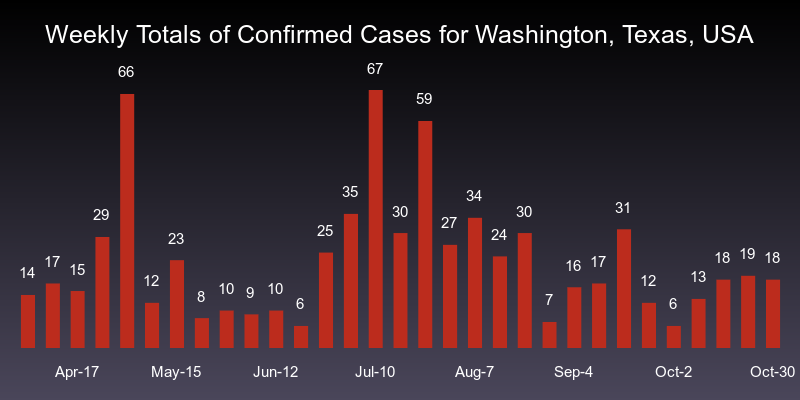 Weekly Totals of Confirmed Cases for Washington, Texas, USA
14 17 15 29 66 12 23 8 10 9 10 6 25 35 67 30 59 27 34 24 30 7 16 17 31 12 6 13 18 19 18
Apr-17 May-15 Jun-12 Jul-10 Aug-7 Sep-4 Oct-2 Oct-30